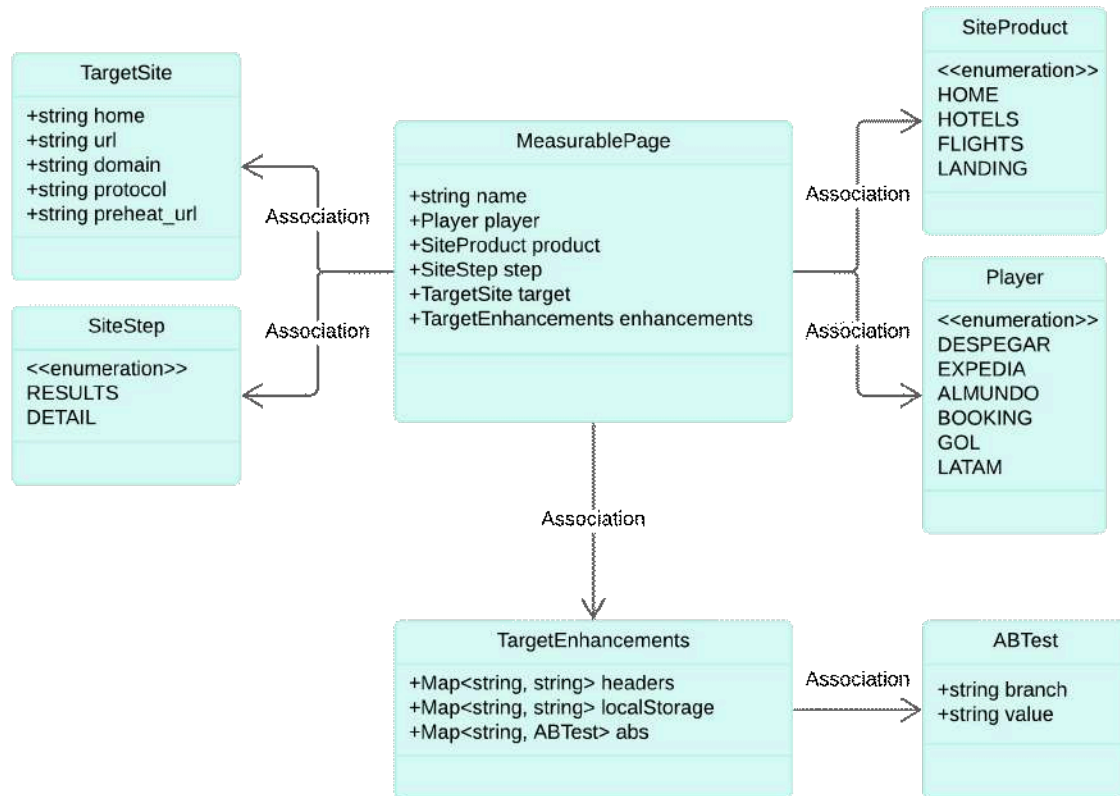 TargetSite
+string home
+string url
+string domain
+string protocol
+string preheat_url
Association
SiteStep
<<enumeration>>
RESULTS
DETAIL
Association
MeasurablePage
+string name
+Player player
+SiteProduct product
+SiteStep step
+TargetSite target
+TargetEnhancements enhancements
Association
SiteProduct
<<enumeration>>
HOME
HOTELS
FLIGHTS
LANDING
Association
Player
<<enumeration>>
DESPEGAR
EXPEDIA
ALMUNDO
BOOKING
GOL
LATAM
Association
TargetEnhancements
+Map<string, string> headers
+Map<string, string> localStorage
+Map<string, ABTest> abs
Association
ABTest
+string branch
+string value